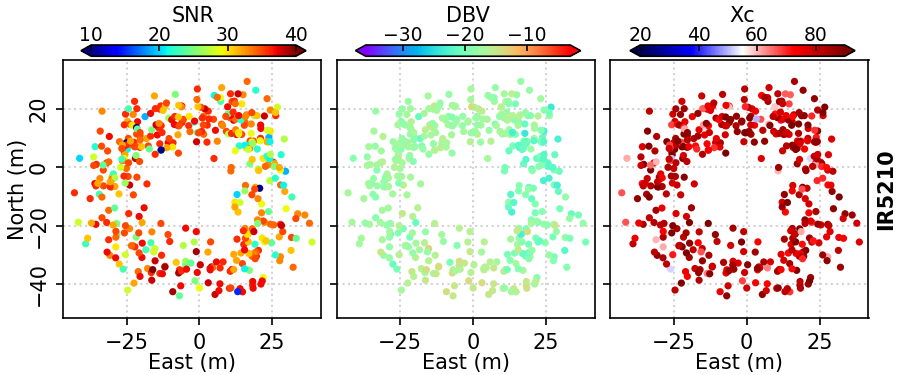 SNR DBV Xc
10 20 30 40 −30 −20 −10 20 40 60 80
20
0
−20
−40
North (m)
−25 0 25 −25 0 25 −25 0 25
East (m) East (m) East (m)
IR5210